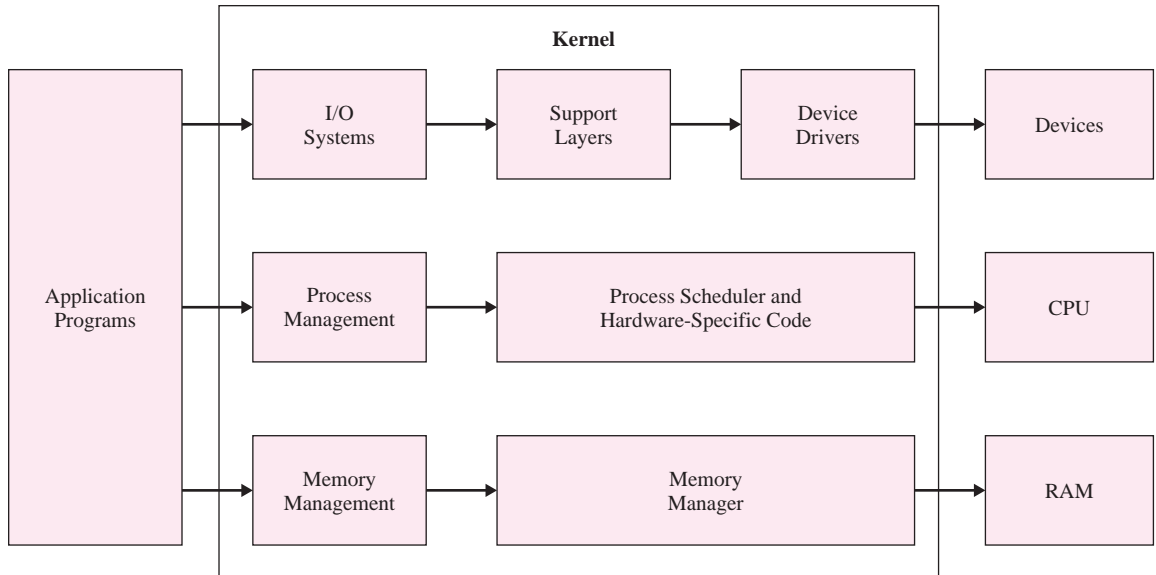 Kernel
Application
Programs
I/O
Systems
Support
Layers
Device
Drivers
Devices
Process
Management
Process Scheduler and
Hardware-Specific Code
CPU
Memory
Management
Memory
Manager
RAM